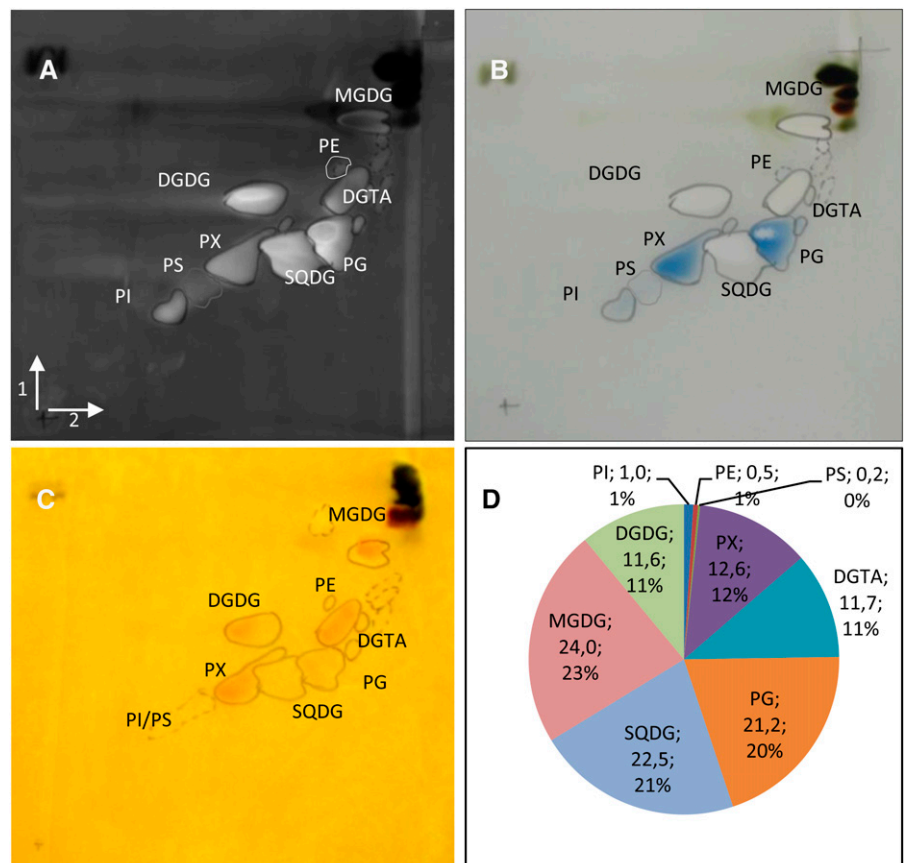 A
MGDG
PE
DGDG
DGTA
PX
PS
PG
SQDG
PI
1
2
B
MGDG
PE
DGDG
DGTA
PX
PG
PS
SQDG
PI
C
MGDG
PE
DGDG
DGTA
PX
PG
SQDG
PI/PS
D
PI; 1,0;
1%
PE; 0,5;
1%
PS; 0,2;
0%
DGDG;
11,6;
11%
PX;
12,6;
12%
DGTA;
11,7;
11%
MGDG;
24,0;
23%
PG;
21,2;
20%
SQDG;
22,5;
21%